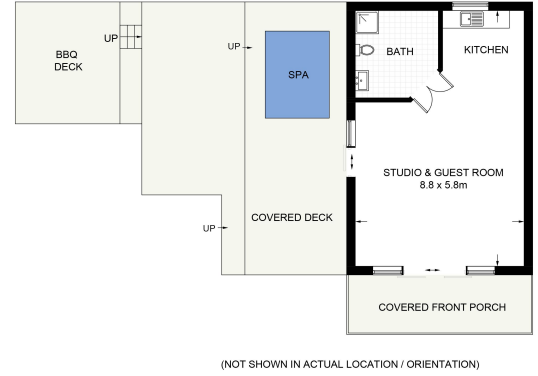 UP
BBQ
DECK
UP
SPA
BATH
KITCHEN
STUDIO & GUEST ROOM
8.8 x 5.8m
COVERED DECK
UP
COVERED FRONT PORCH
(NOT SHOWN IN ACTUAL LOCATION / ORIENTATION)